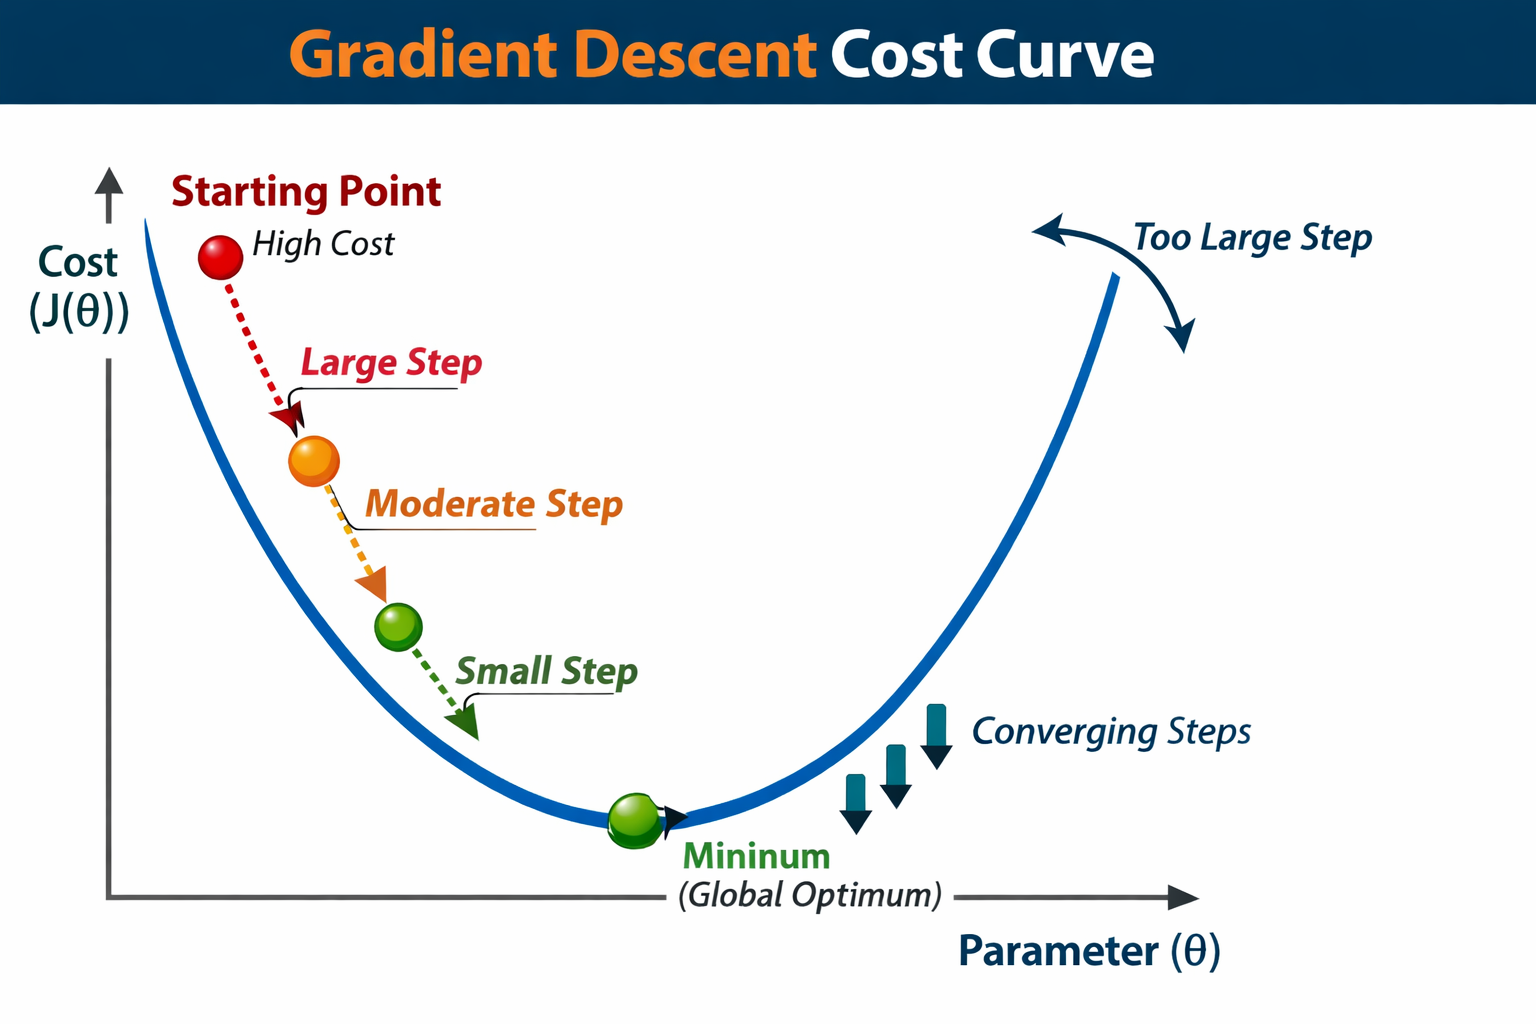 Gradient Descent Cost Curve
Starting Point
High Cost
Cost
(J(θ))
Too Large Step
Large Step
Moderate Step
Small Step
Converging Steps
Mininum
(Global Optimum)
Parameter (θ)